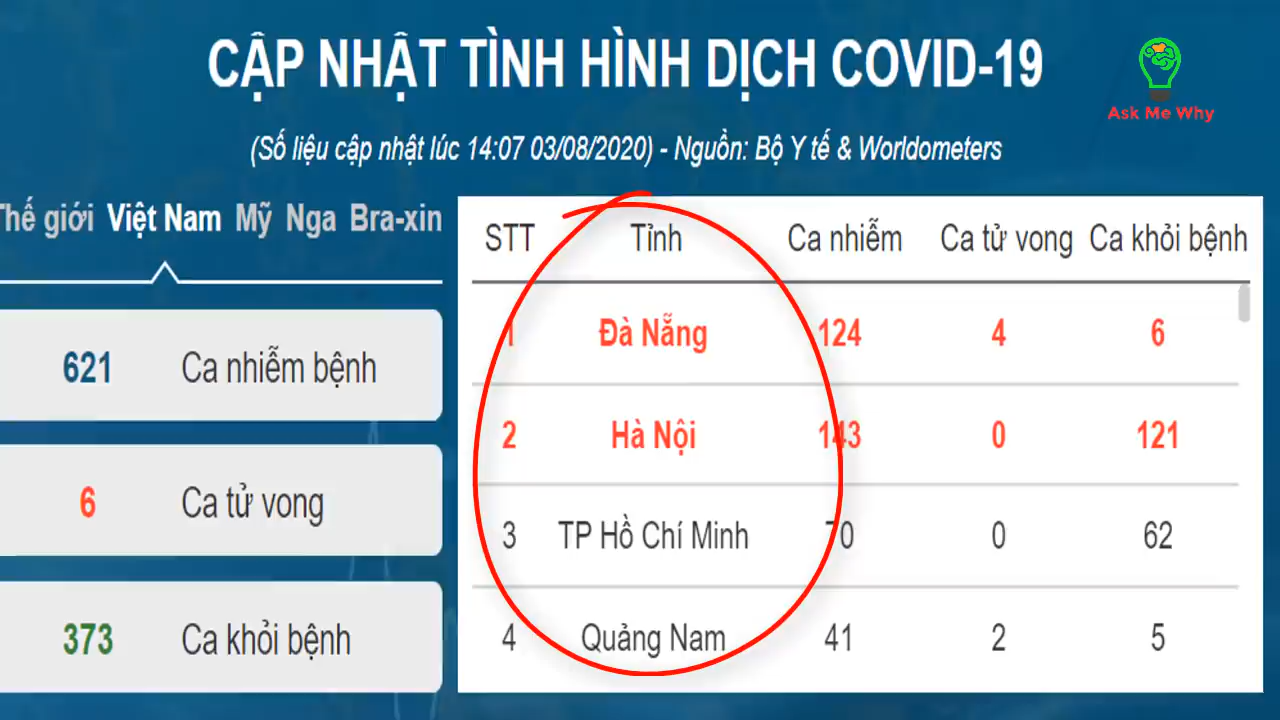 CẬP NHẬT TÌNH HÌNH DỊCH COVID-19
Ask Me Why
(Số liệu cập nhật lúc 14:07 03/08/2020) - Nguồn: Bộ Y tế & Worldometers
Thế giới Việt Nam Mỹ Nga Bra-xin
621 Ca nhiễm bệnh
6 Ca tử vong
373 Ca khỏi bệnh
STT Tỉnh Ca nhiễm Ca tử vong Ca khỏi bệnh
1 Đà Nẵng 124 4 6
2 Hà Nội 143 0 121
3 TP Hồ Chí Minh 70 0 62
4 Quảng Nam 41 2 5